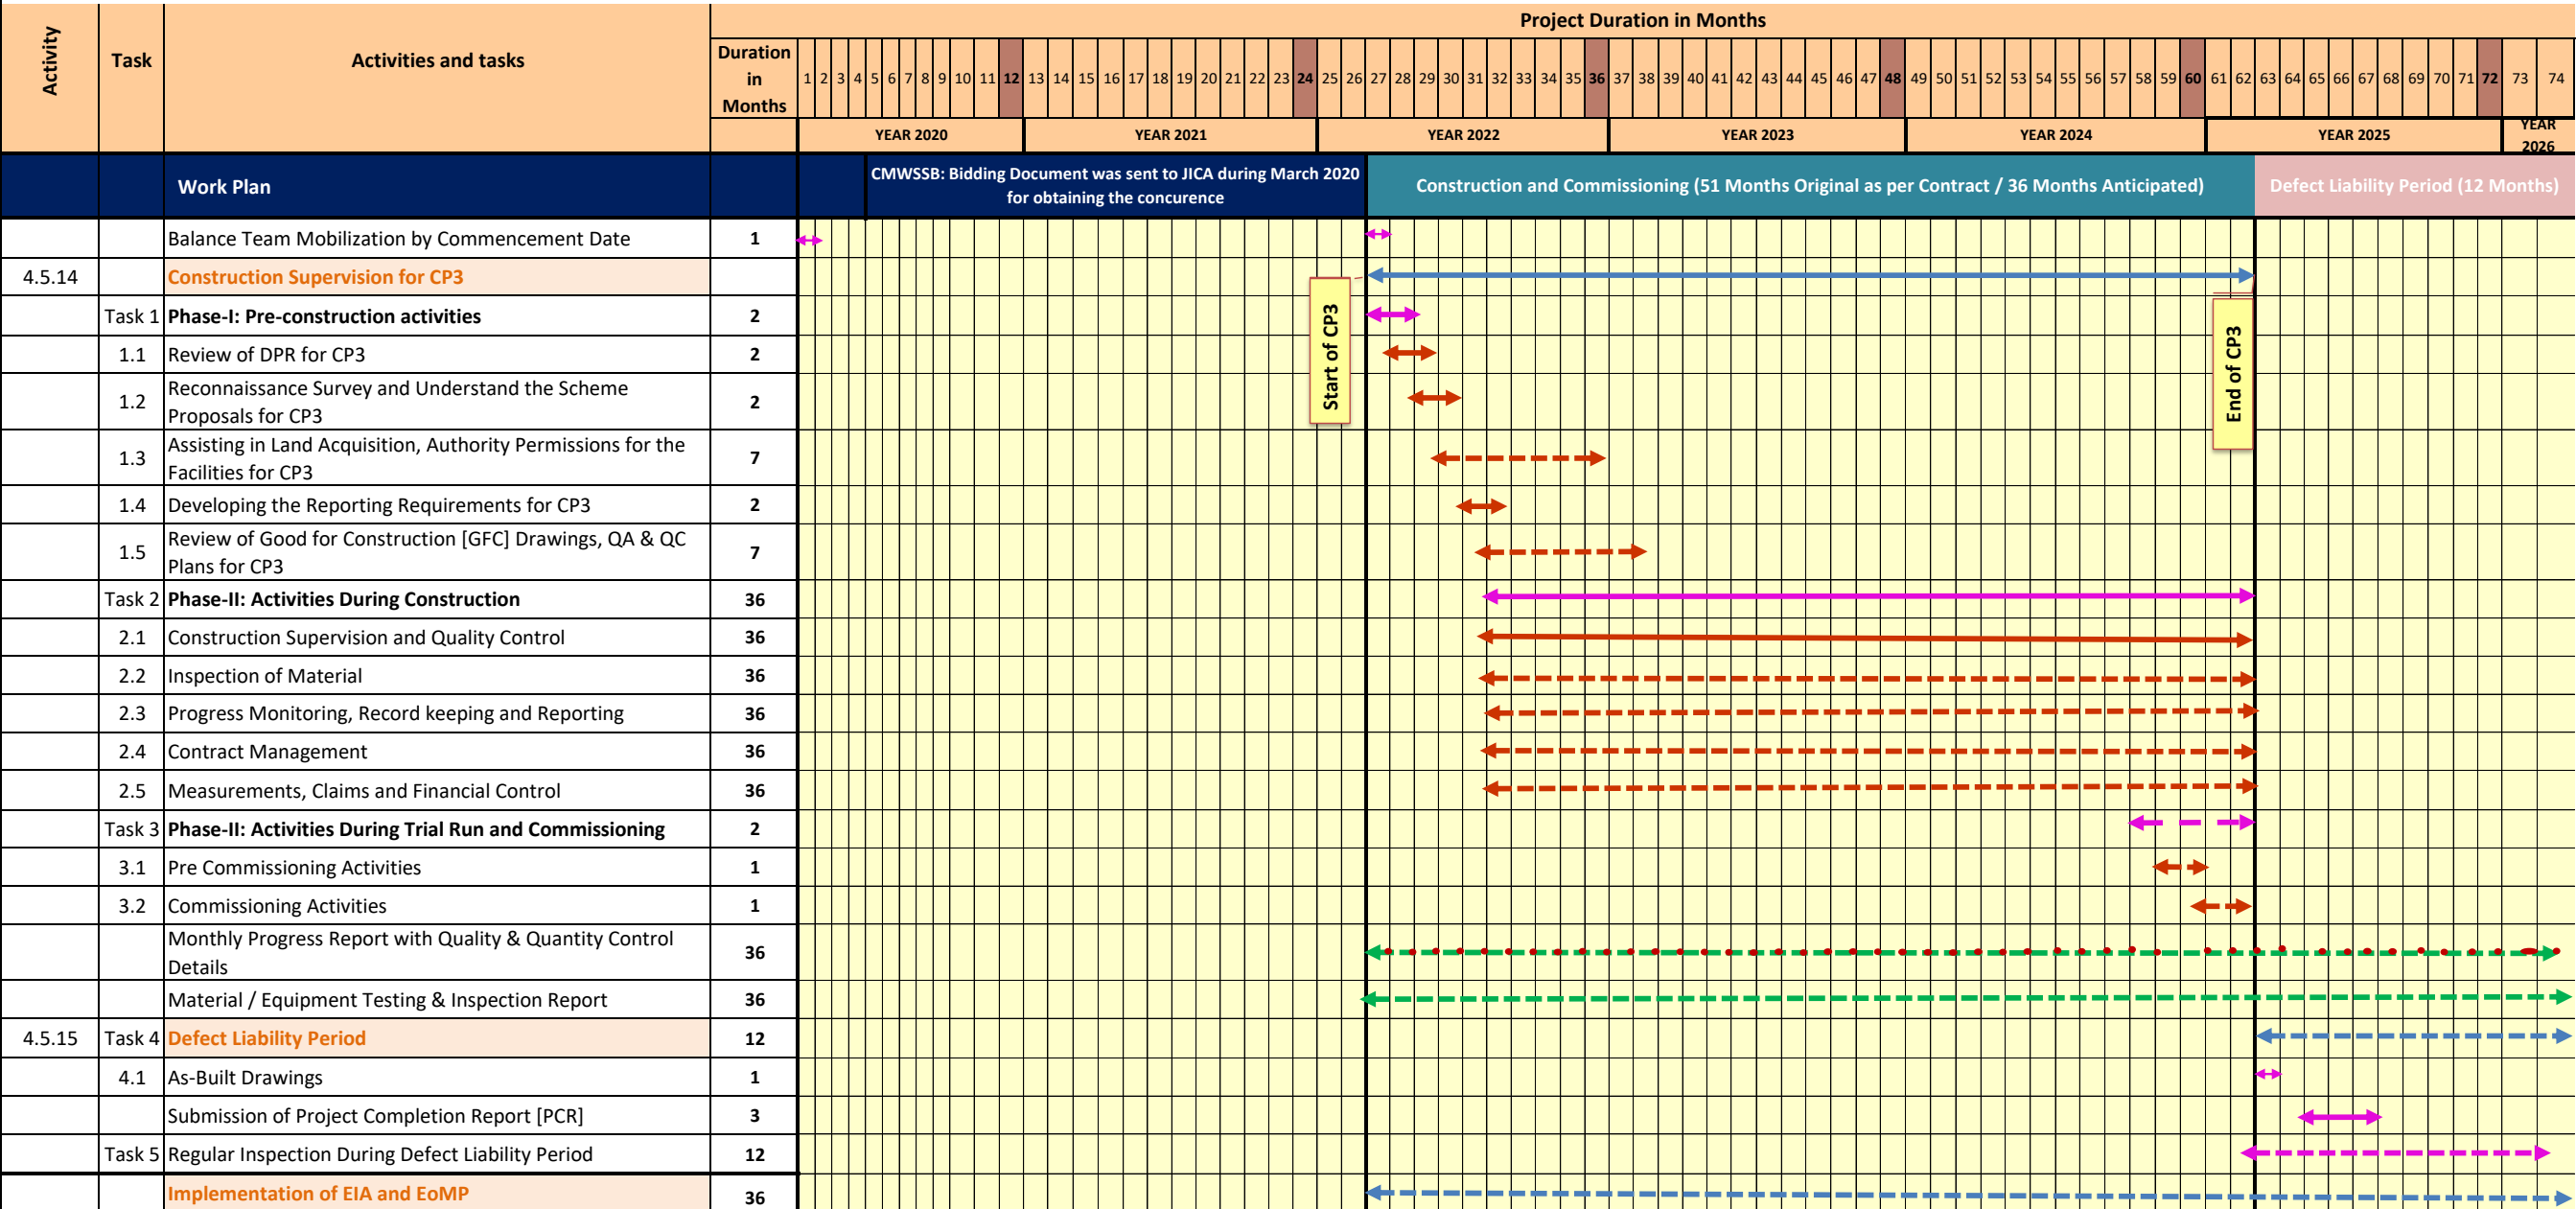 Project Duration in Months
Activity
Task
Activities and tasks
Duration
in
Months
1 2 3 4 5 6 7 8 9 10 11 12 13 14 15 16 17 18 19 20 21 22 23 24 25 26 27 28 29 30 31 32 33 34 35 36 37 38 39 40 41 42 43 44 45 46 47 48 49 50 51 52 53 54 55 56 57 58 59 60 61 62 63 64 65 66 67 68 69 70 71 72 73 74
YEAR 2020 YEAR 2021 YEAR 2022 YEAR 2023 YEAR 2024 YEAR 2025 YEAR
2026
Work Plan
CMWSSB: Bidding Document was sent to JICA during March 2020
for obtaining the concurence
Construction and Commissioning (51 Months Original as per Contract / 36 Months Anticipated)
Defect Liability Period (12 Months)
Balance Team Mobilization by Commencement Date 1
4.5.14 Construction Supervision for CP3
Start of CP3
End of CP3
Task 1 Phase-I: Pre-construction activities 2
1.1 Review of DPR for CP3 2
1.2 Reconnaissance Survey and Understand the Scheme
Proposals for CP3 2
1.3 Assisting in Land Acquisition, Authority Permissions for the
Facilities for CP3 7
1.4 Developing the Reporting Requirements for CP3 2
1.5 Review of Good for Construction [GFC] Drawings, QA & QC
Plans for CP3 7
Task 2 Phase-II: Activities During Construction 36
2.1 Construction Supervision and Quality Control 36
2.2 Inspection of Material 36
2.3 Progress Monitoring, Record keeping and Reporting 36
2.4 Contract Management 36
2.5 Measurements, Claims and Financial Control 36
Task 3 Phase-II: Activities During Trial Run and Commissioning 2
3.1 Pre Commissioning Activities 1
3.2 Commissioning Activities 1
Monthly Progress Report with Quality & Quantity Control
Details 36
Material / Equipment Testing & Inspection Report 36
4.5.15 Task 4 Defect Liability Period 12
4.1 As-Built Drawings 1
Submission of Project Completion Report [PCR] 3
Task 5 Regular Inspection During Defect Liability Period 12
Implementation of EIA and EoMP 36